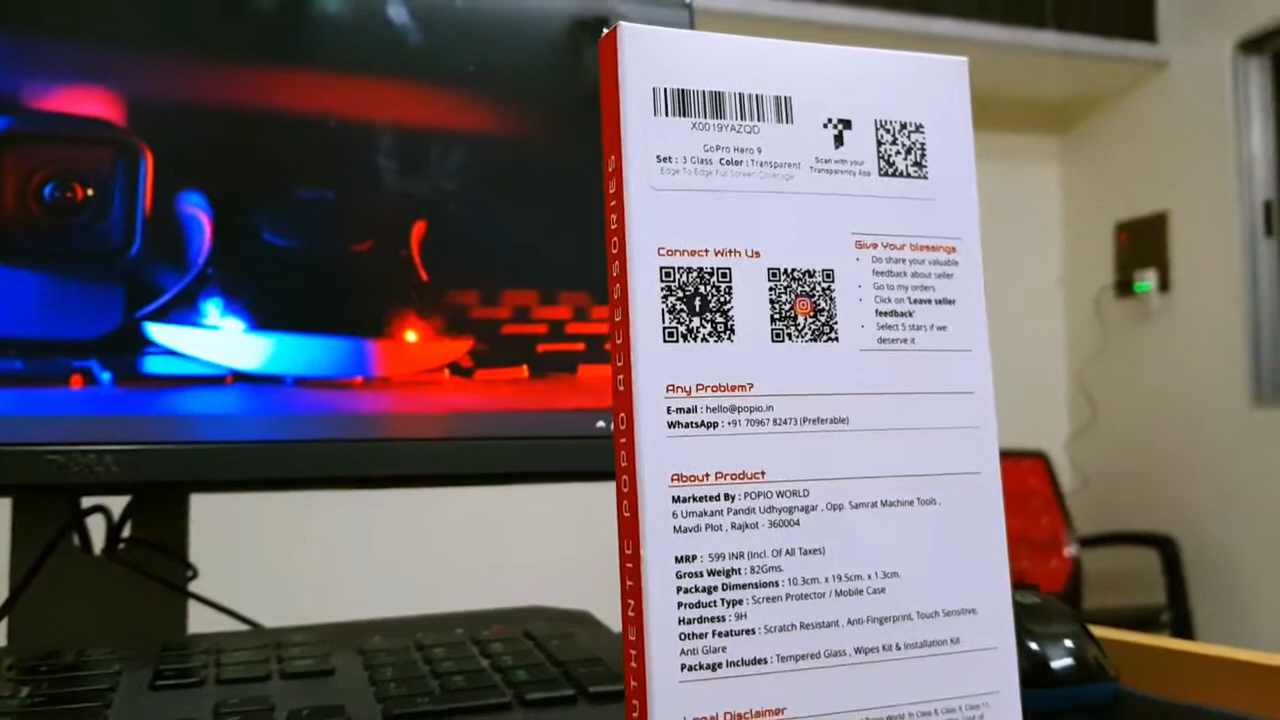 X0019YAZQD
GoPro Hero 9
Set : 3 Glass Color : Transparent
Edge To Edge Full Screen Coverage
Scan with your
Transparency App
Connect With Us
Give Your blessings
• Do share your valuable
feedback about seller
• Go to my orders
• Click on 'Leave seller
feedback'
• Select 5 stars if we
deserve it.
Any Problem?
E-mail : hello@popio.in
WhatsApp : +91 70967 82473 (Preferable)
About Product
Marketed By : POPIO WORLD
6 Umakant Pandit Udhyognagar , Opp. Samrat Machine Tools ,
Mavdi Plot , Rajkot - 360004
MRP : 599 INR (Incl. Of All Taxes)
Gross Weight : 82Gms.
Package Dimensions : 10.3cm. x 19.5cm. x 1.3cm.
Product Type : Screen Protector / Mobile Case
Hardness : 9H
Other Features : Scratch Resistant , Anti-Fingerprint, Touch Sensitive,
Anti Glare
Package Includes : Tempered Glass , Wipes Kit & Installation Kit
Legal Disclaimer
UTHENTIC POPIO ACCESSORIES
DELL